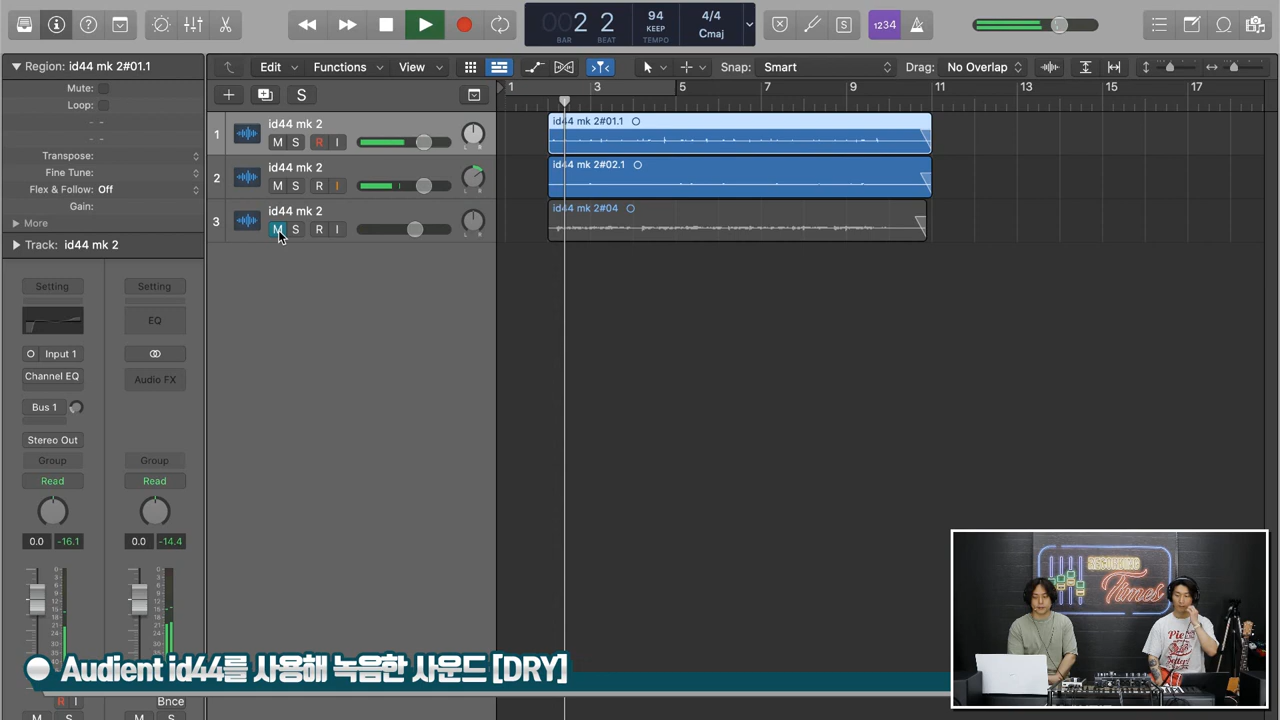 2 2
BAR BEAT
94
KEEP
TEMPO
4/4
Cmaj
S
1234
Region: id44 mk 2#01.1
Mute:
Loop:
Transpose:
Fine Tune:
Flex & Follow: Off
Gain:
More
Track: id44 mk 2
Edit Functions View Snap: Smart Drag: No Overlap
S
1 3 5 7 9 11 13 15 17
1 id44 mk 2
M S R I
L R
id44 mk 2#01.1
2 id44 mk 2
M S R I
L R
id44 mk 2#02.1
3 id44 mk 2
M S R I
L R
id44 mk 2#04
Setting Setting
EQ
Input 1
Channel EQ Audio FX
Bus 1
Stereo Out
Group Group
Read Read
0.0 -16.1 0.0 -14.4
R I Bnce
M S M S
RECORDING
Times
Audient id44를 사용해 녹음한 사운드 [DRY]